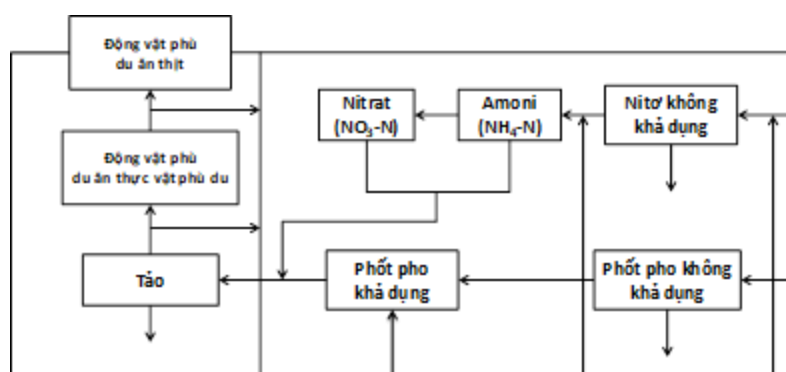 Động vật phù
du ăn thịt
Nitrat
(NO₃-N)
Amoni
(NH₄-N)
Nitơ không
khả dụng
Động vật phù
du ăn thực vật phù du
Tảo
Phốt pho
khả dụng
Phốt pho không
khả dụng